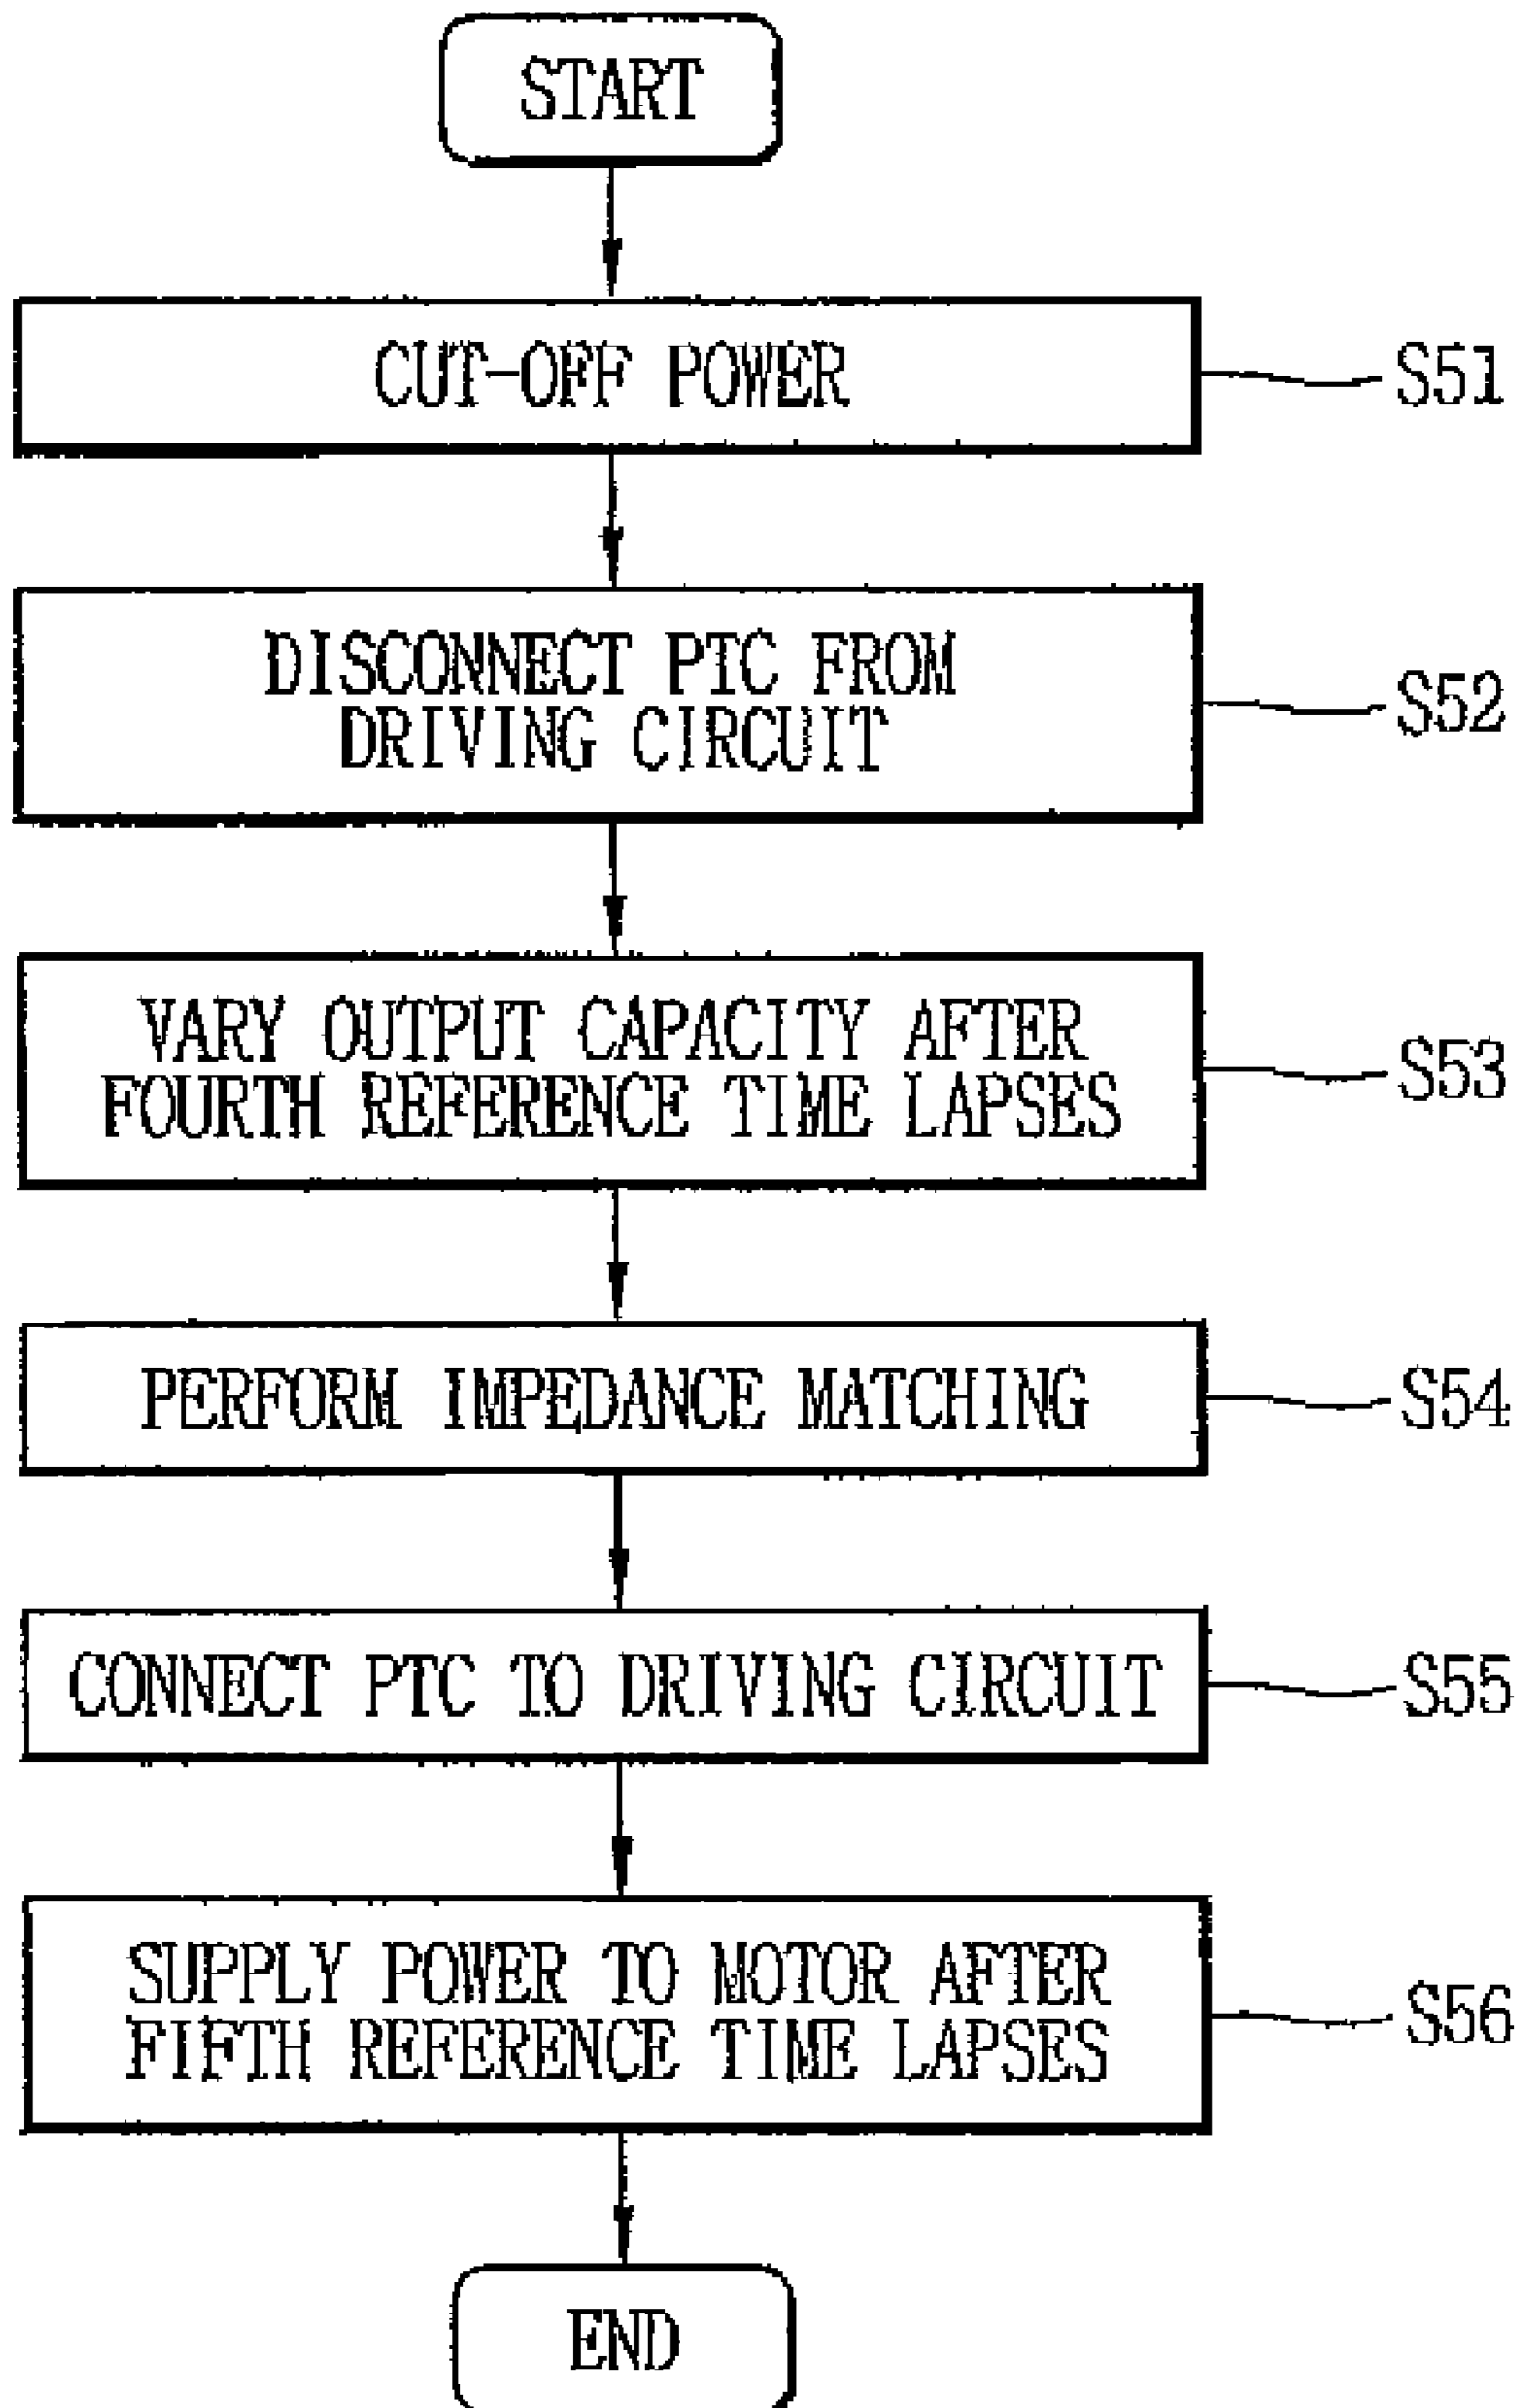 START
CUT-OFF POWER
S51
DISCONNECT PTC FROM
DRIVING CIRCUIT
S52
VARY OUTPUT CAPACITY AFTER
FOURTH REFERENCE TIME LAPSES
S53
PERFORM IMPEDANCE MATCHING
S54
CONNECT PTC TO DRIVING CIRCUIT
S55
SUPPLY POWER TO MOTOR AFTER
FIFTH REFERENCE TIME LAPSES
S56
END